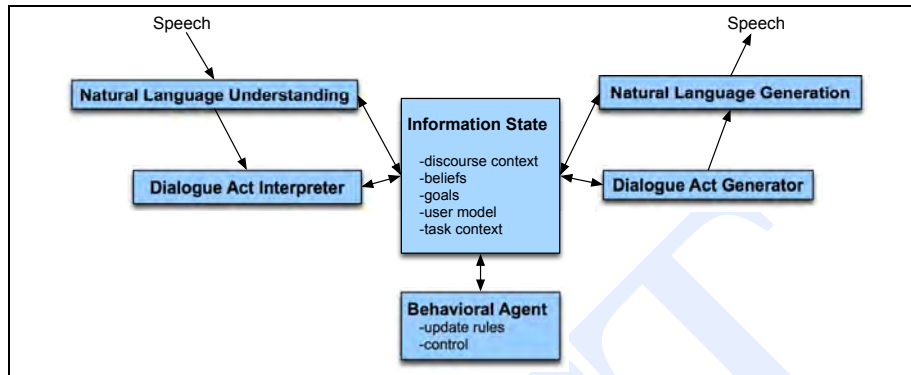 Speech
Speech
Natural Language Understanding
Natural Language Generation
Information State
-discourse context
-beliefs
-goals
-user model
-task context
Dialogue Act Interpreter
Dialogue Act Generator
Behavioral Agent
-update rules
-control
T